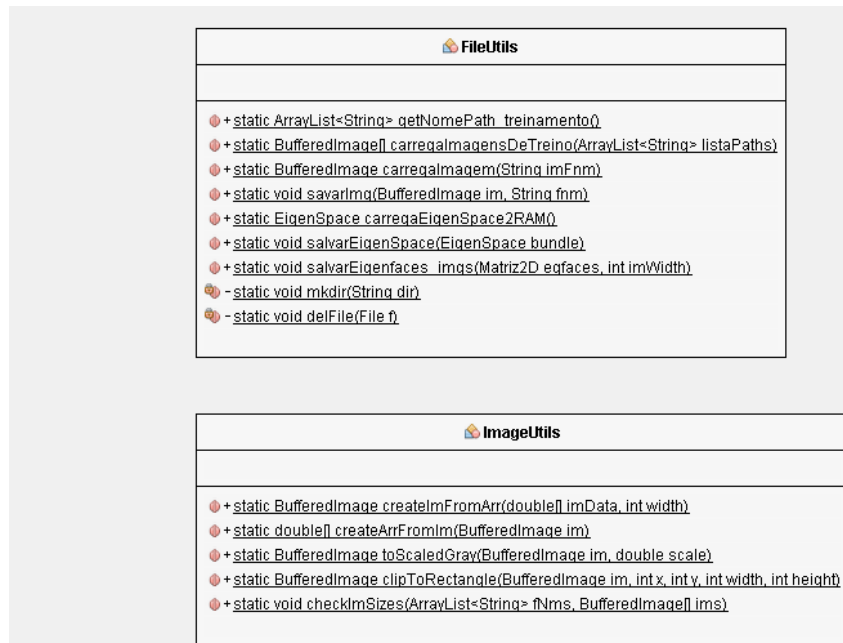 FileUtils
+ static ArrayList<String> getNomePath_treinamento()
+ static BufferedImage[] carregaImagensDeTreino(ArrayList<String> listaPaths)
+ static BufferedImage carregaImagem(String imFnm)
+ static void savarImg(BufferedImage im, String fnm)
+ static EigenSpace carregaEigenSpace2RAM()
+ static void salvarEigenSpace(EigenSpace bundle)
+ static void salvarEigenfaces_imgs(Matriz2D egfaces, int imWidth)
- static void mkdir(String dir)
- static void delFile(File f)
ImageUtils
+ static BufferedImage createImFromArr(double[] imData, int width)
+ static double[] createArrFromIm(BufferedImage im)
+ static BufferedImage toScaledGray(BufferedImage im, double scale)
+ static BufferedImage clipToRectangle(BufferedImage im, int x, int y, int width, int height)
+ static void checkImSizes(ArrayList<String> fNms, BufferedImage[] ims)